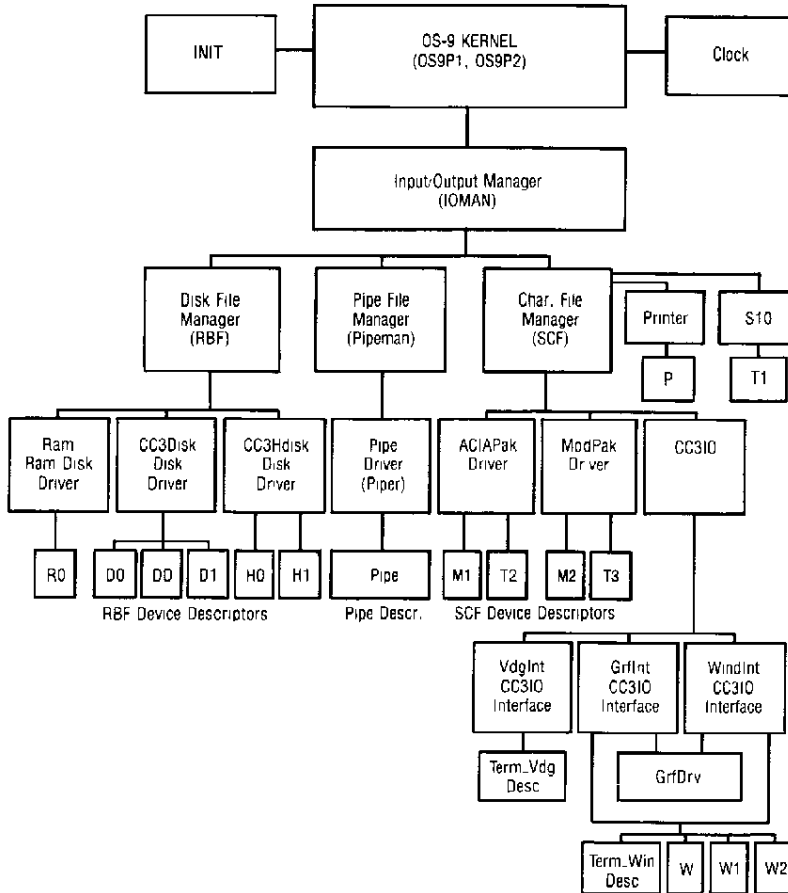 INIT
OS-9 KERNEL
(OS9P1, OS9P2)
Clock
Input/Output Manager
(IOMAN)
Disk File
Manager
(RBF)
Pipe File
Manager
(Pipeman)
Char. File
Manager
(SCF)
Printer
S10
P
T1
Ram
Ram Disk
Driver
CC3Disk
Disk
Driver
CC3Hdisk
Disk
Driver
Pipe
Driver
(Piper)
ACIAPak
Driver
ModPak
Driver
CC3IO
R0
D0
DD
D1
H0
H1
Pipe
M1
T2
M2
T3
RBF Device Descriptors
Pipe Descr.
SCF Device Descriptors
VdgInt
CC3IO
Interface
GrfInt
CC3IO
Interface
WindInt
CC3IO
Interface
Term_Vdg
Desc
GrfDrv
Term_Win
Desc
W
W1
W2